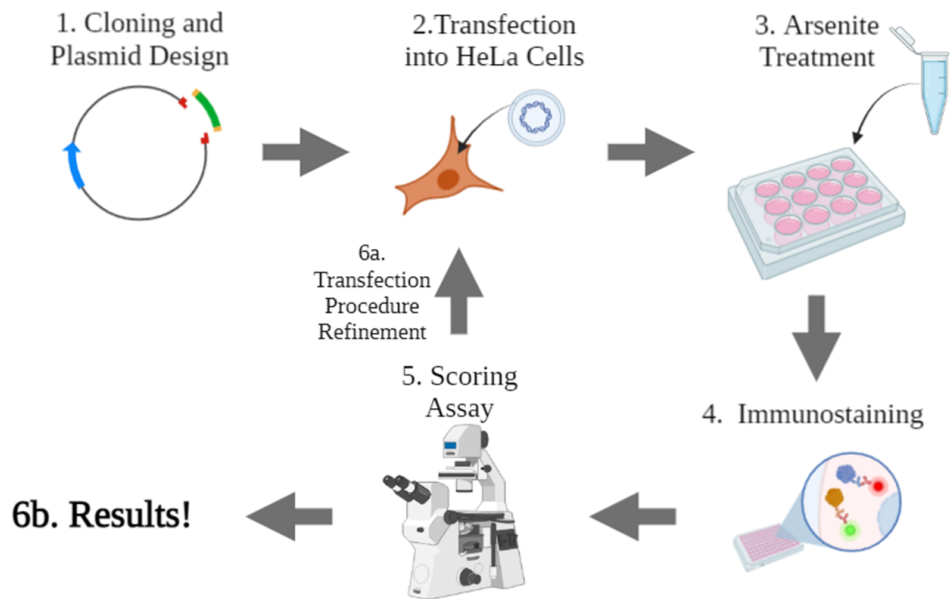 1. Cloning and
Plasmid Design
2.Transfection
into HeLa Cells
3. Arsenite
Treatment
4.  Immunostaining
5. Scoring
Assay
6a.
Transfection
Procedure
Refinement
6b. Results!